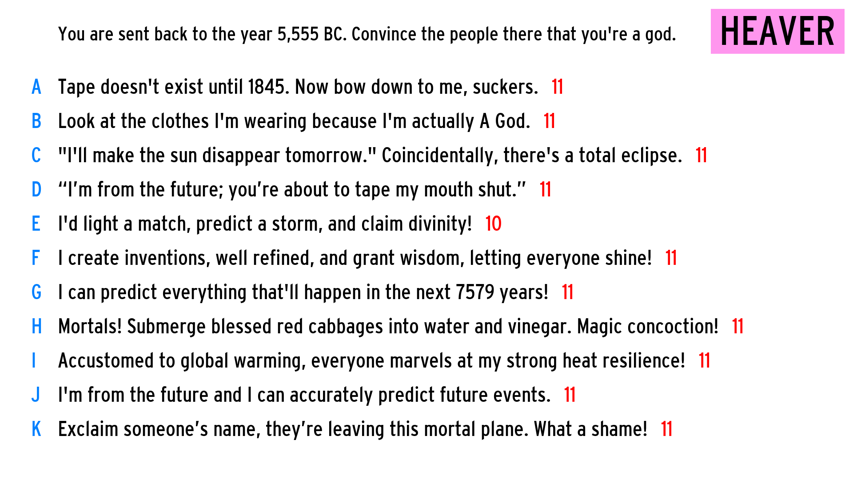 You are sent back to the year 5,555 BC. Convince the people there that you're a god.
HEAVER
A Tape doesn't exist until 1845. Now bow down to me, suckers. 11
B Look at the clothes I'm wearing because I'm actually A God. 11
C "I'll make the sun disappear tomorrow." Coincidentally, there's a total eclipse. 11
D “I’m from the future; you’re about to tape my mouth shut.” 11
E I'd light a match, predict a storm, and claim divinity! 10
F I create inventions, well refined, and grant wisdom, letting everyone shine! 11
G I can predict everything that'll happen in the next 7579 years! 11
H Mortals! Submerge blessed red cabbages into water and vinegar. Magic concoction! 11
I Accustomed to global warming, everyone marvels at my strong heat resilience! 11
J I'm from the future and I can accurately predict future events. 11
K Exclaim someone’s name, they’re leaving this mortal plane. What a shame! 11